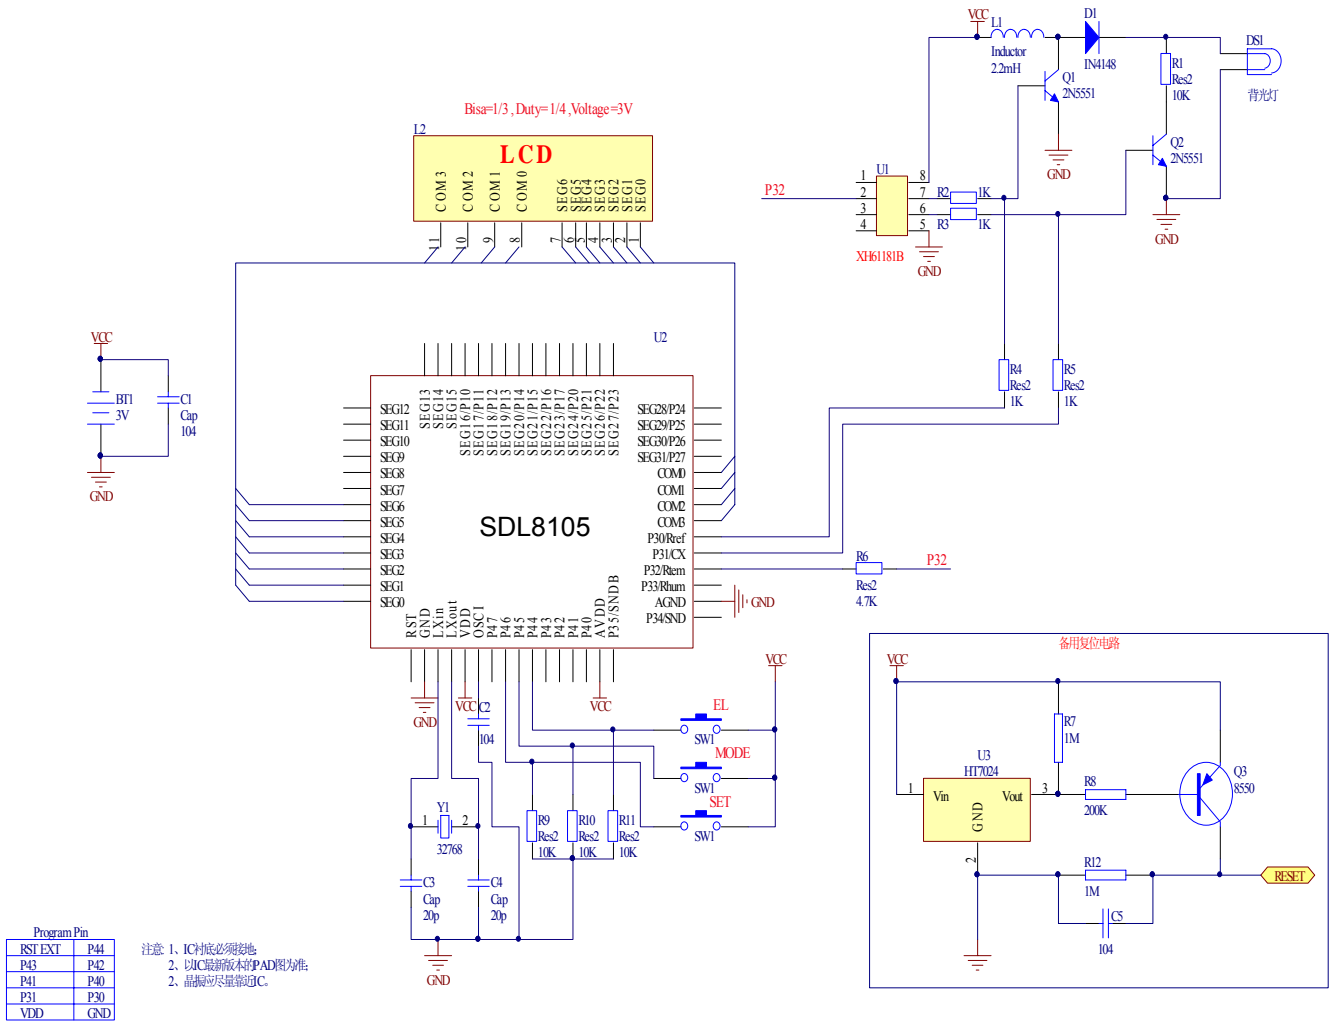 VCC
L1
Inductor
2.2mH
D1
IN4148
DS1
背光灯
R1
Res2
10K
Q1
2N5551
GND
Q2
2N5551
GND
Bisa=1/3 , Duty=1/4 ,Voltage=3V
L2
LCD
COM3
COM2
COM1
COM0
SEG6
SEG5
SEG4
SEG3
SEG2
SEG1
SEG0
11
10
9
8
7
6
5
4
3
2
1
P32
U1
1
2
3
4
8
7
6
5
XH61181B
R2
1K
R3
1K
GND
R4
Res2
1K
R5
Res2
1K
VCC
BT1
3V
C1
Cap
104
GND
U2
SEG13
SEG14
SEG15
SEG16/P10
SEG17/P11
SEG18/P12
SEG19/P13
SEG20/P14
SEG21/P15
SEG22/P16
SEG23/P17
SEG24/P20
SEG25/P21
SEG26/P22
SEG27/P23
SEG12
SEG11
SEG10
SEG9
SEG8
SEG7
SEG6
SEG5
SEG4
SEG3
SEG2
SEG1
SEG0
SDL8105
SEG28/P24
SEG29/P25
SEG30/P26
SEG31/P27
COM0
COM1
COM2
COM3
P30/Rref
P31/CX
P32/Rtem
P33/Rhum
AGND
P34/SND
RST
GND
LXin
LXout
VDD
OSCI
P47
P46
P45
P44
P43
P42
P41
P40
AVDD
P35/SNDB
R6
Res2
4.7K
P32
GND
GND
VCC
C2
104
VCC
VCC
EL
SW1
MODE
SW1
SET
SW1
Y1
1
2
32768
R9
Res2
10K
R10
Res2
10K
R11
Res2
10K
C3
Cap
20p
C4
Cap
20p
GND
备用复位电路
VCC
R7
1M
U3
HT7024
1
Vin
Vout
3
GND
2
R8
200K
Q3
8550
R12
1M
RESET
C5
104
GND
Program Pin
RST EXT P44
P43 P42
P41 P40
P31 P30
VDD GND
注意: 1、IC衬底必须接地;
2、以IC最新版本的PAD图为准;
2、晶振应尽量靠近IC。